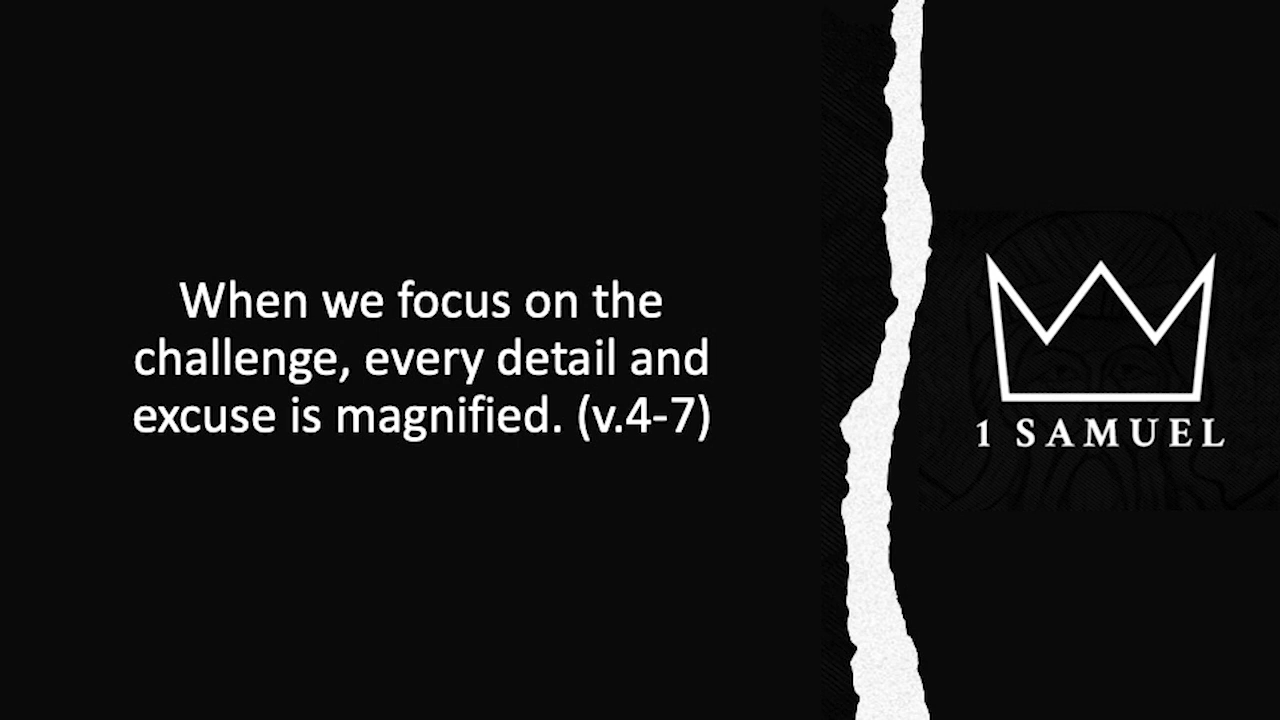 When we focus on the
challenge, every detail and
excuse is magnified. (v.4-7)
1 SAMUEL